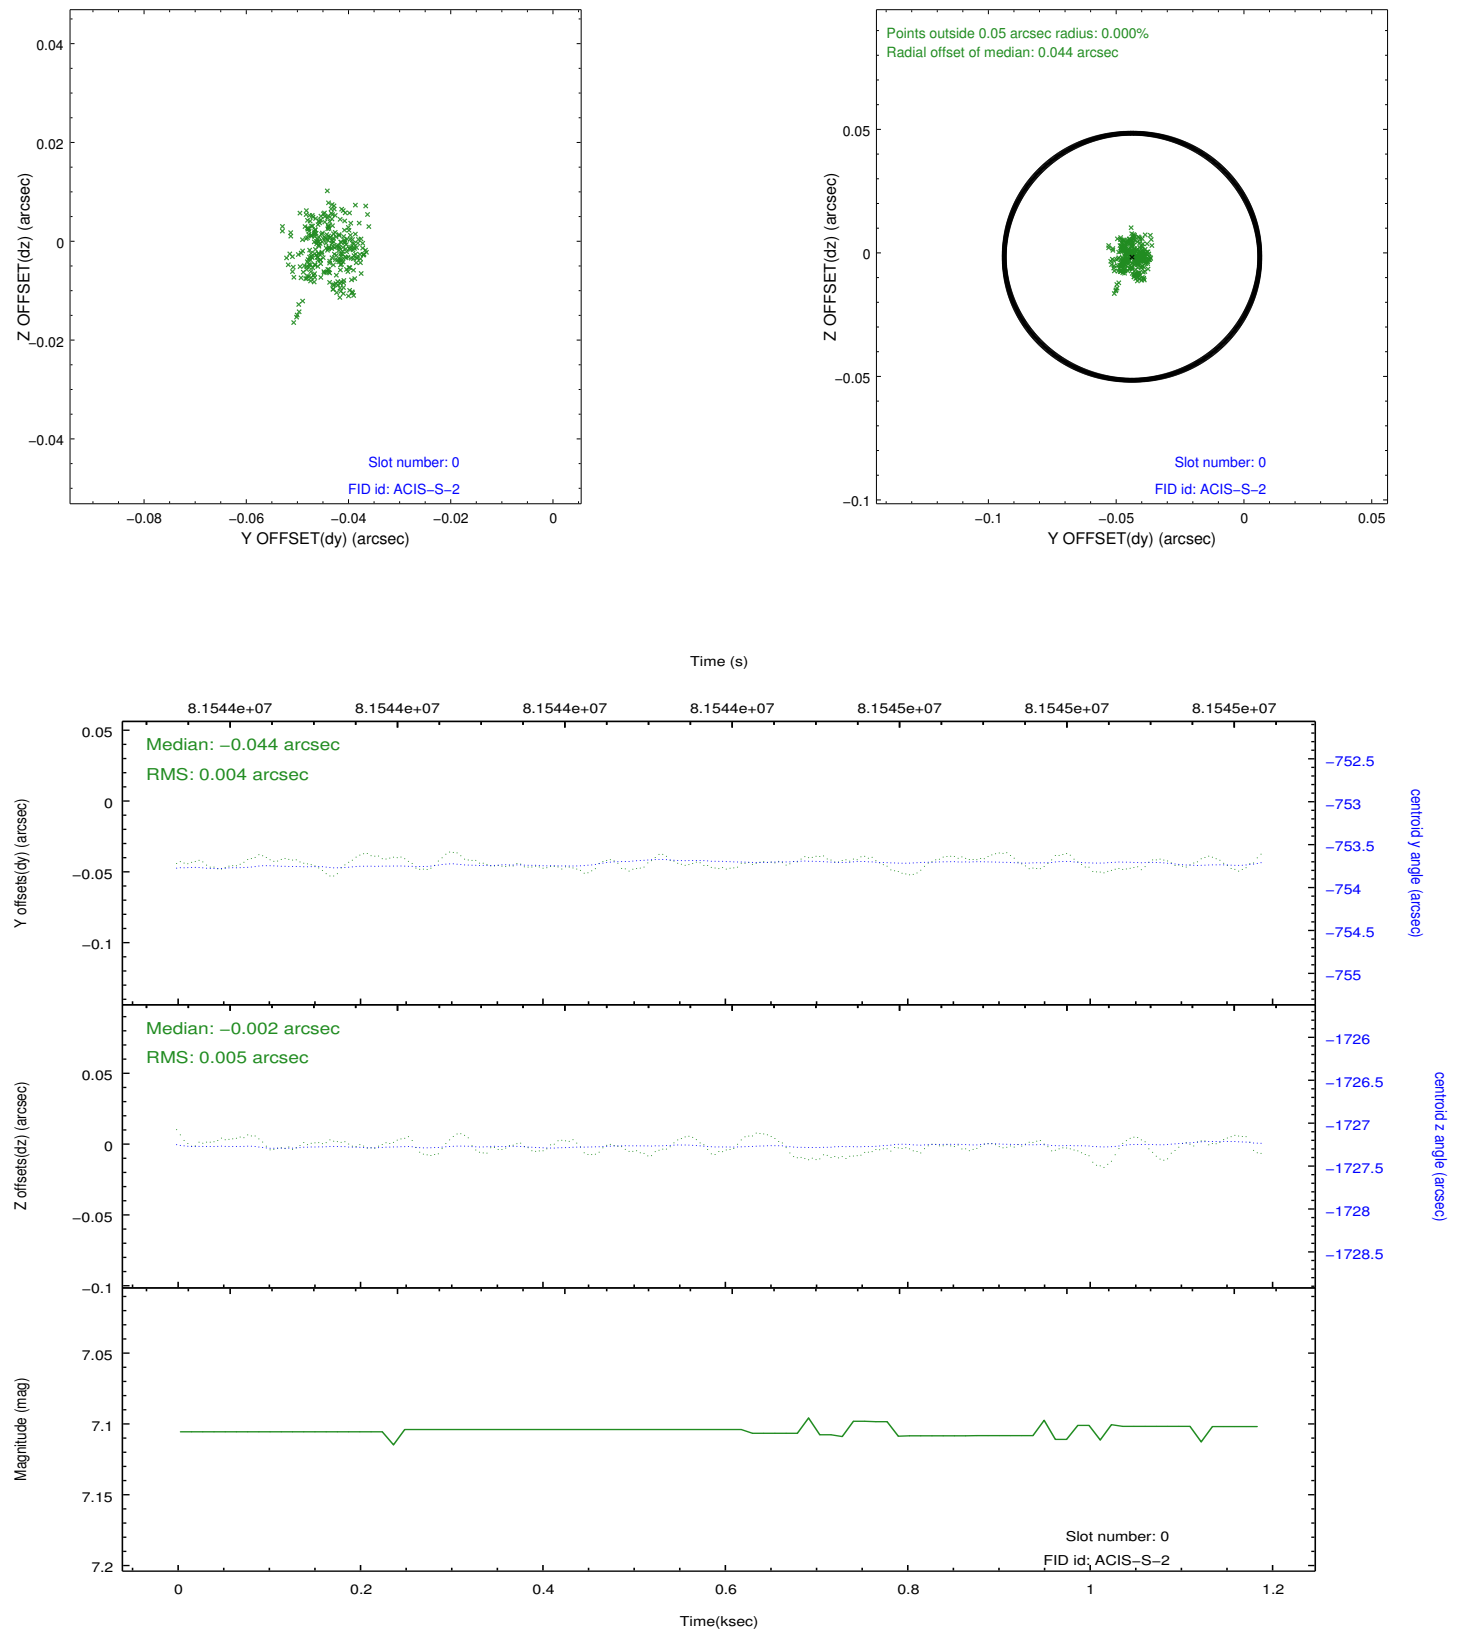 0.04
0.02
0
−0.02
−0.04
Z OFFSET(dz) (arcsec)
Slot number: 0
FID id: ACIS−S−2
−0.08
−0.06
−0.04
−0.02
0
Y OFFSET(dy) (arcsec)
Points outside 0.05 arcsec radius: 0.000%
Radial offset of median: 0.044 arcsec
0.05
0
−0.05
−0.1
Z OFFSET(dz) (arcsec)
Slot number: 0
FID id: ACIS−S−2
−0.1
−0.05
0
0.05
Y OFFSET(dy) (arcsec)
Time (s)
8.1544e+07
8.1544e+07
8.1544e+07
8.1544e+07
8.1545e+07
8.1545e+07
8.1545e+07
Median: −0.044 arcsec
RMS: 0.004 arcsec
0.05
0
−0.05
−0.1
Y offsets(dy) (arcsec)
−752.5
−753
−753.5
−754
−754.5
−755
centroid y angle (arcsec)
Median: −0.002 arcsec
RMS: 0.005 arcsec
0.05
0
−0.05
−0.1
Z offsets(dz) (arcsec)
−1726
−1726.5
−1727
−1727.5
−1728
−1728.5
centroid z angle (arcsec)
7.05
7.1
7.15
7.2
Magnitude (mag)
Slot number: 0
FID id: ACIS−S−2
0
0.2
0.4
0.6
0.8
1
1.2
Time(ksec)